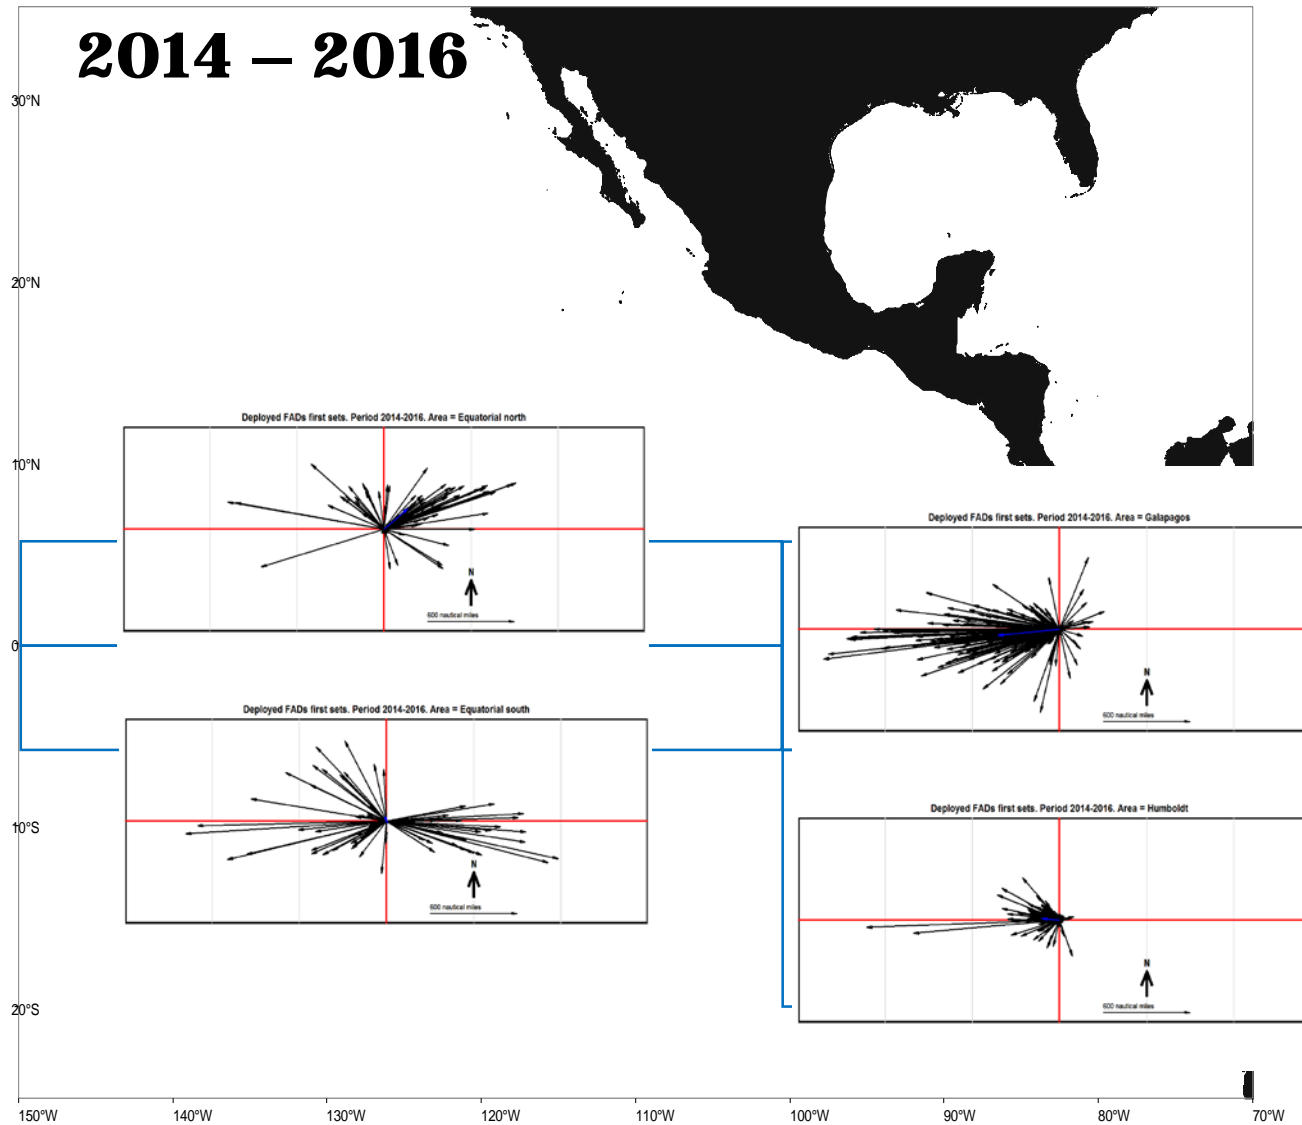 2014 – 2016
30°N
20°N
10°N
0
10°S
20°S
Deployed FADs first sets. Period 2014-2016. Area = Equatorial north
N
600 nautical miles
Deployed FADs first sets. Period 2014-2016. Area = Galapagos
N
600 nautical miles
Deployed FADs first sets. Period 2014-2016. Area = Equatorial south
N
600 nautical miles
Deployed FADs first sets. Period 2014-2016. Area = Humboldt
N
600 nautical miles
150°W 140°W 130°W 120°W 110°W 100°W 90°W 80°W 70°W